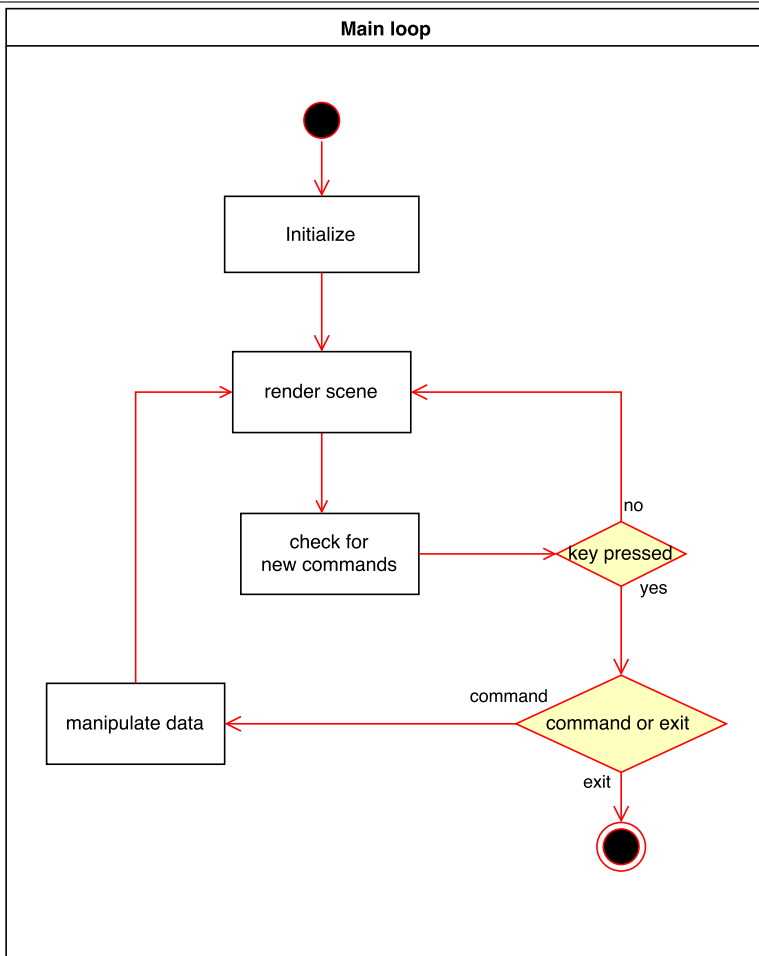 Main loop
Initialize
render scene
check for
new commands
no
key pressed
yes
command
command or exit
manipulate data
exit